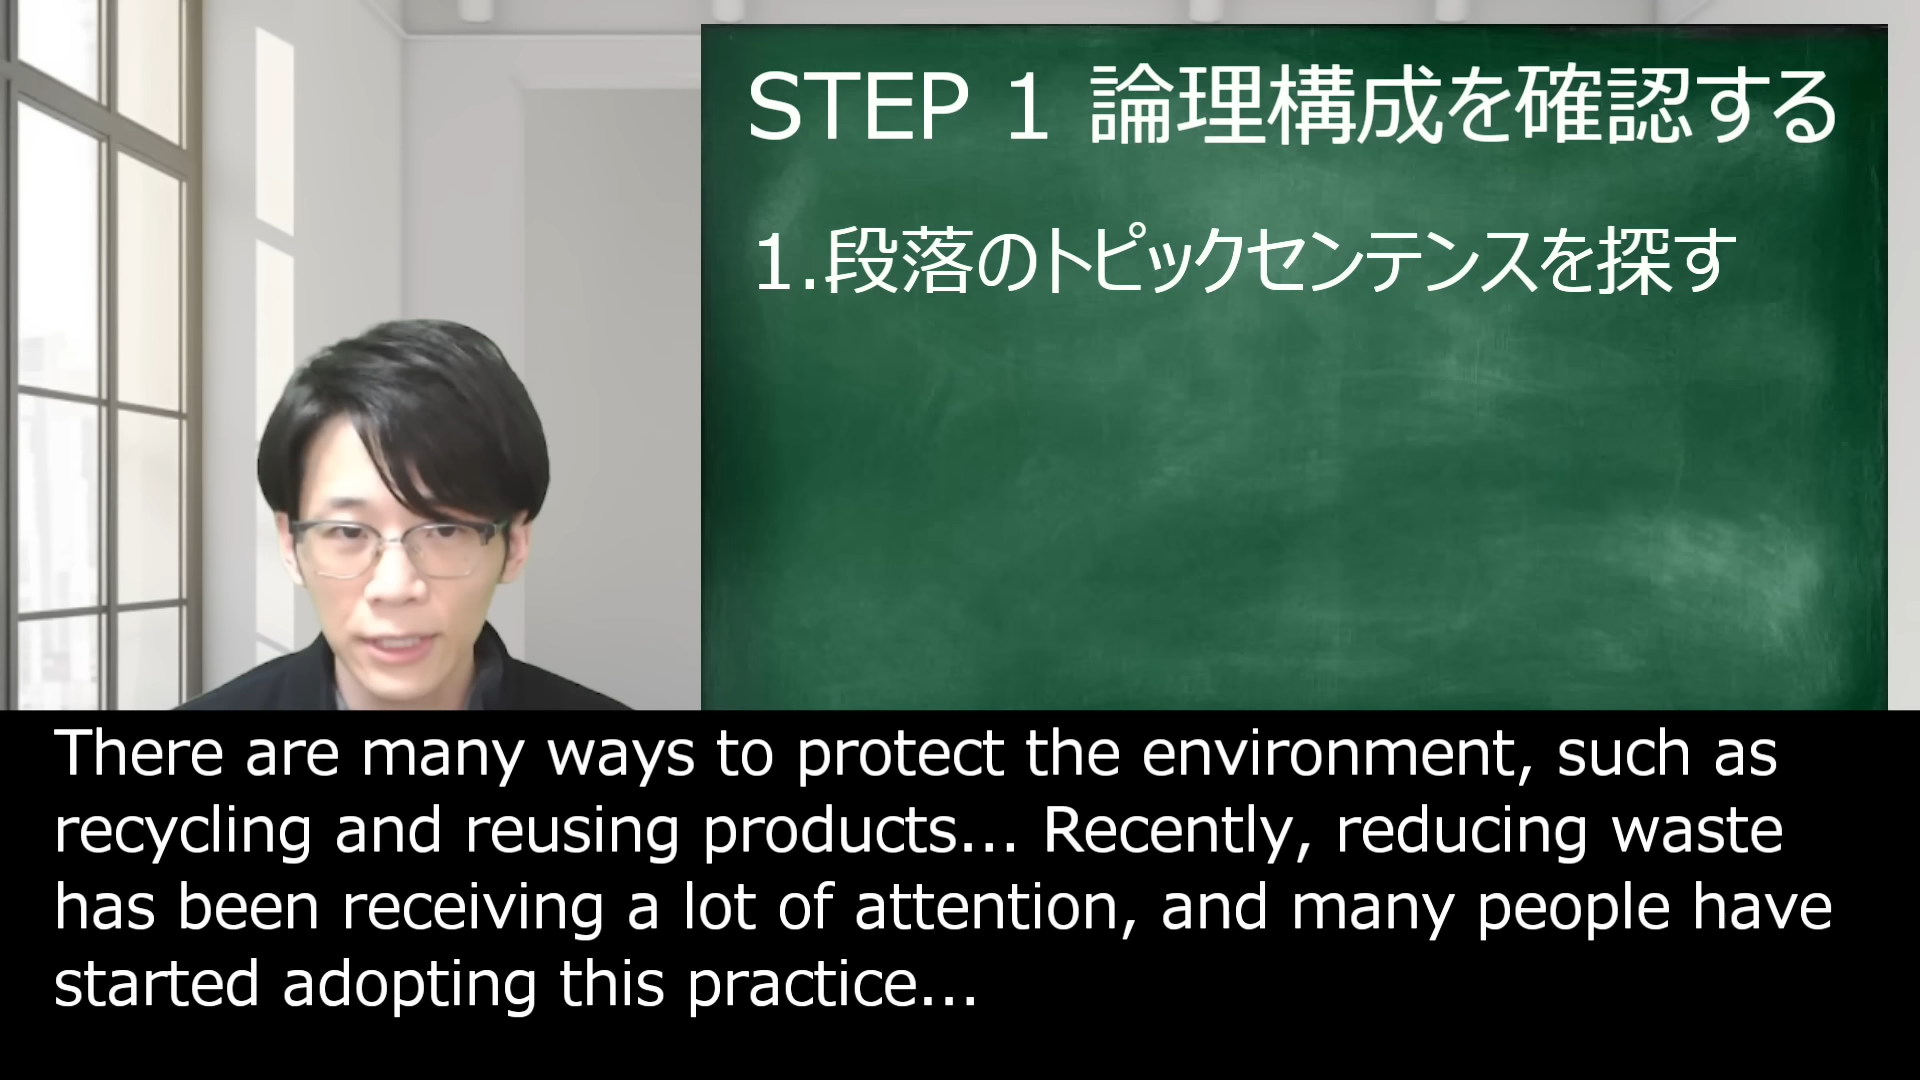 STEP 1 論理構成を確認する
1.段落のトピックセンテンスを探す
There are many ways to protect the environment, such as
recycling and reusing products... Recently, reducing waste
has been receiving a lot of attention, and many people have
started adopting this practice...